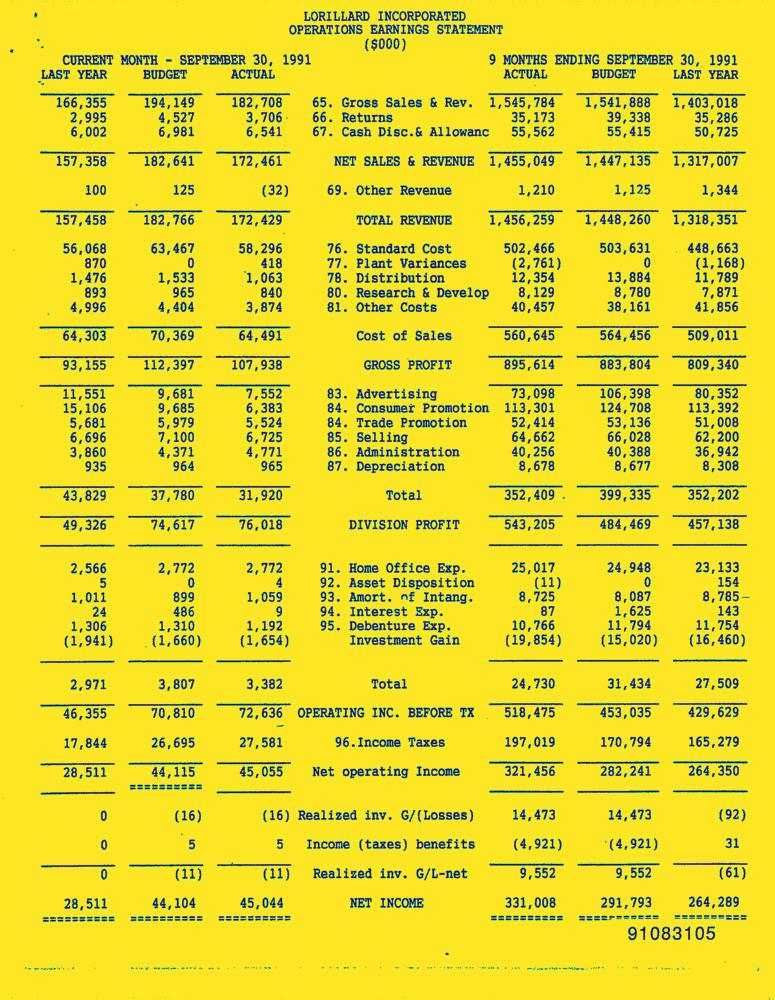 LORILLARD INCORPORATED
OPERATIONS EARNINGS STATEMENT
($000)
CURRENT MONTH - SEPTEMBER 30, 1991 9 MONTHS ENDING SEPTEMBER 30, 1991
LAST YEAR BUDGET ACTUAL ACTUAL BUDGET LAST YEAR
166,355 194,149 182,708 65. Gross Sales & Rev. 1,545,784 1,541,888 1,403,018
2,995 4,527 3,706 66. Returns 35,173 39,338 35,286
6,002 6,981 6,541 67. Cash Disc.& Allowanc 55,562 55,415 50,725
157,358 182,641 172,461 NET SALES & REVENUE 1,455,049 1,447,135 1,317,007
100 125 (32) 69. Other Revenue 1,210 1,125 1,344
157,458 182,766 172,429 TOTAL REVENUE 1,456,259 1,448,260 1,318,351
56,068 63,467 58,296 76. Standard Cost 502,466 503,631 448,663
870 0 418 77. Plant Variances (2,761) 0 (1,168)
1,476 1,533 1,063 78. Distribution 12,354 13,884 11,789
893 965 840 80. Research & Develop 8,129 8,780 7,871
4,996 4,404 3,874 81. Other Costs 40,457 38,161 41,856
64,303 70,369 64,491 Cost of Sales 560,645 564,456 509,011
93,155 112,397 107,938 GROSS PROFIT 895,614 883,804 809,340
11,551 9,681 7,552 83. Advertising 73,098 106,398 80,352
15,106 9,685 6,383 84. Consumer Promotion 113,301 124,708 113,392
5,681 5,979 5,524 84. Trade Promotion 52,414 53,136 51,008
6,696 7,100 6,725 85. Selling 64,662 66,028 62,200
3,860 4,371 4,771 86. Administration 40,256 40,388 36,942
935 964 965 87. Depreciation 8,678 8,677 8,308
43,829 37,780 31,920 Total 352,409 399,335 352,202
49,326 74,617 76,018 DIVISION PROFIT 543,205 484,469 457,138
2,566 2,772 2,772 91. Home Office Exp. 25,017 24,948 23,133
5 0 4 92. Asset Disposition (11) 0 154
1,011 899 1,059 93. Amort. of Intang. 8,725 8,087 8,785
24 486 9 94. Interest Exp. 87 1,625 143
1,306 1,310 1,192 95. Debenture Exp. 10,766 11,794 11,754
(1,941) (1,660) (1,654) Investment Gain (19,854) (15,020) (16,460)
2,971 3,807 3,382 Total 24,730 31,434 27,509
46,355 70,810 72,636 OPERATING INC. BEFORE TX 518,475 453,035 429,629
17,844 26,695 27,581 96.Income Taxes 197,019 170,794 165,279
28,511 44,115 45,055 Net operating Income 321,456 282,241 264,350
0 (16) (16) Realized inv. G/(Losses) 14,473 14,473 (92)
0 5 5 Income (taxes) benefits (4,921) (4,921) 31
0 (11) (11) Realized inv. G/L-net 9,552 9,552 (61)
28,511 44,104 45,044 NET INCOME 331,008 291,793 264,289
91083105